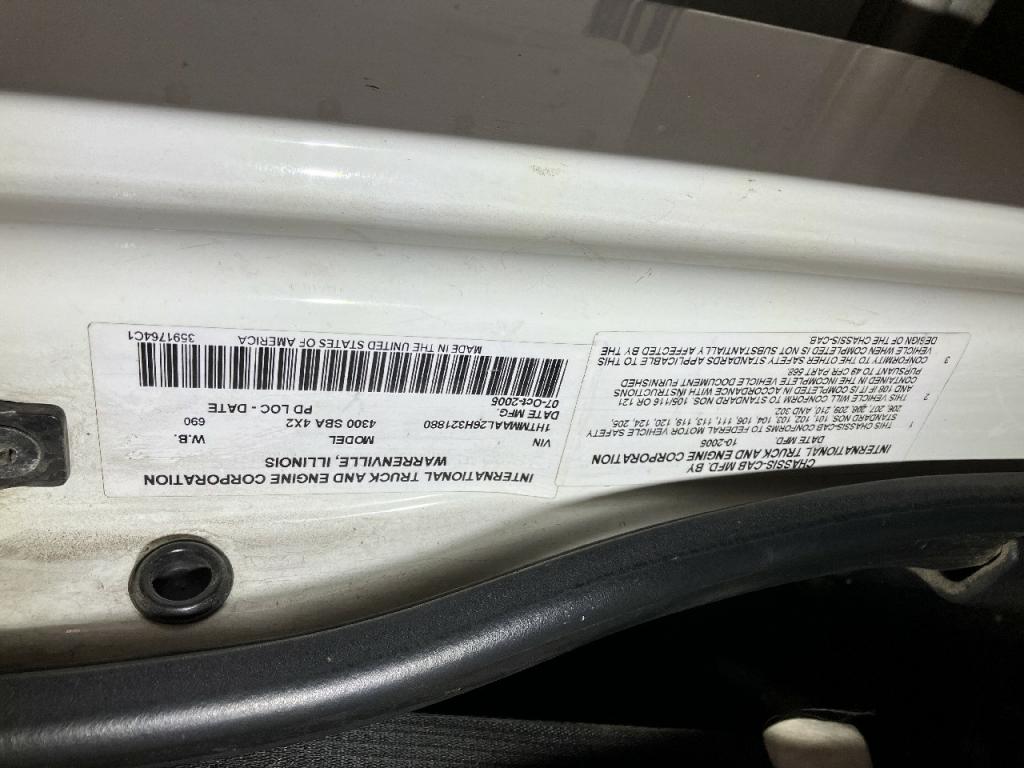 CHASSIS-CAB MFD. BY
INTERNATIONAL TRUCK AND ENGINE CORPORATION
DATE MFD. 10-2005
1 THIS CHASSIS-CAB CONFORMS TO FEDERAL MOTOR VEHICLE SAFETY
STANDARD NOS. 101, 102, 103, 104, 106, 111, 113, 119, 120, 124, 205,
206, 207, 208, 209, 210, AND 302
2 THIS VEHICLE WILL CONFORM TO STANDARD NOS. 105/116 OR 121
AND 108 IF IT IS COMPLETED IN ACCORDANCE WITH INSTRUCTIONS
CONTAINED IN THE INCOMPLETE VEHICLE DOCUMENT FURNISHED
PURSUANT TO 49 CFR PART 568.
3 CONFORMITY TO THE OTHER SAFETY STANDARDS APPLICABLE TO THIS
VEHICLE WHEN COMPLETED IS NOT SUBSTANTIALLY AFFECTED BY THE
DESIGN OF THE CHASSIS-CAB
INTERNATIONAL TRUCK AND ENGINE CORPORATION
WARRENVILLE, ILLINOIS
VIN MODEL W.B.
1HTMMAAL26H321880 4300 SBA 4X2 690
DATE MFG. PD LOC - DATE
07-Oct-2005
MADE IN THE UNITED STATES OF AMERICA 3591764C1